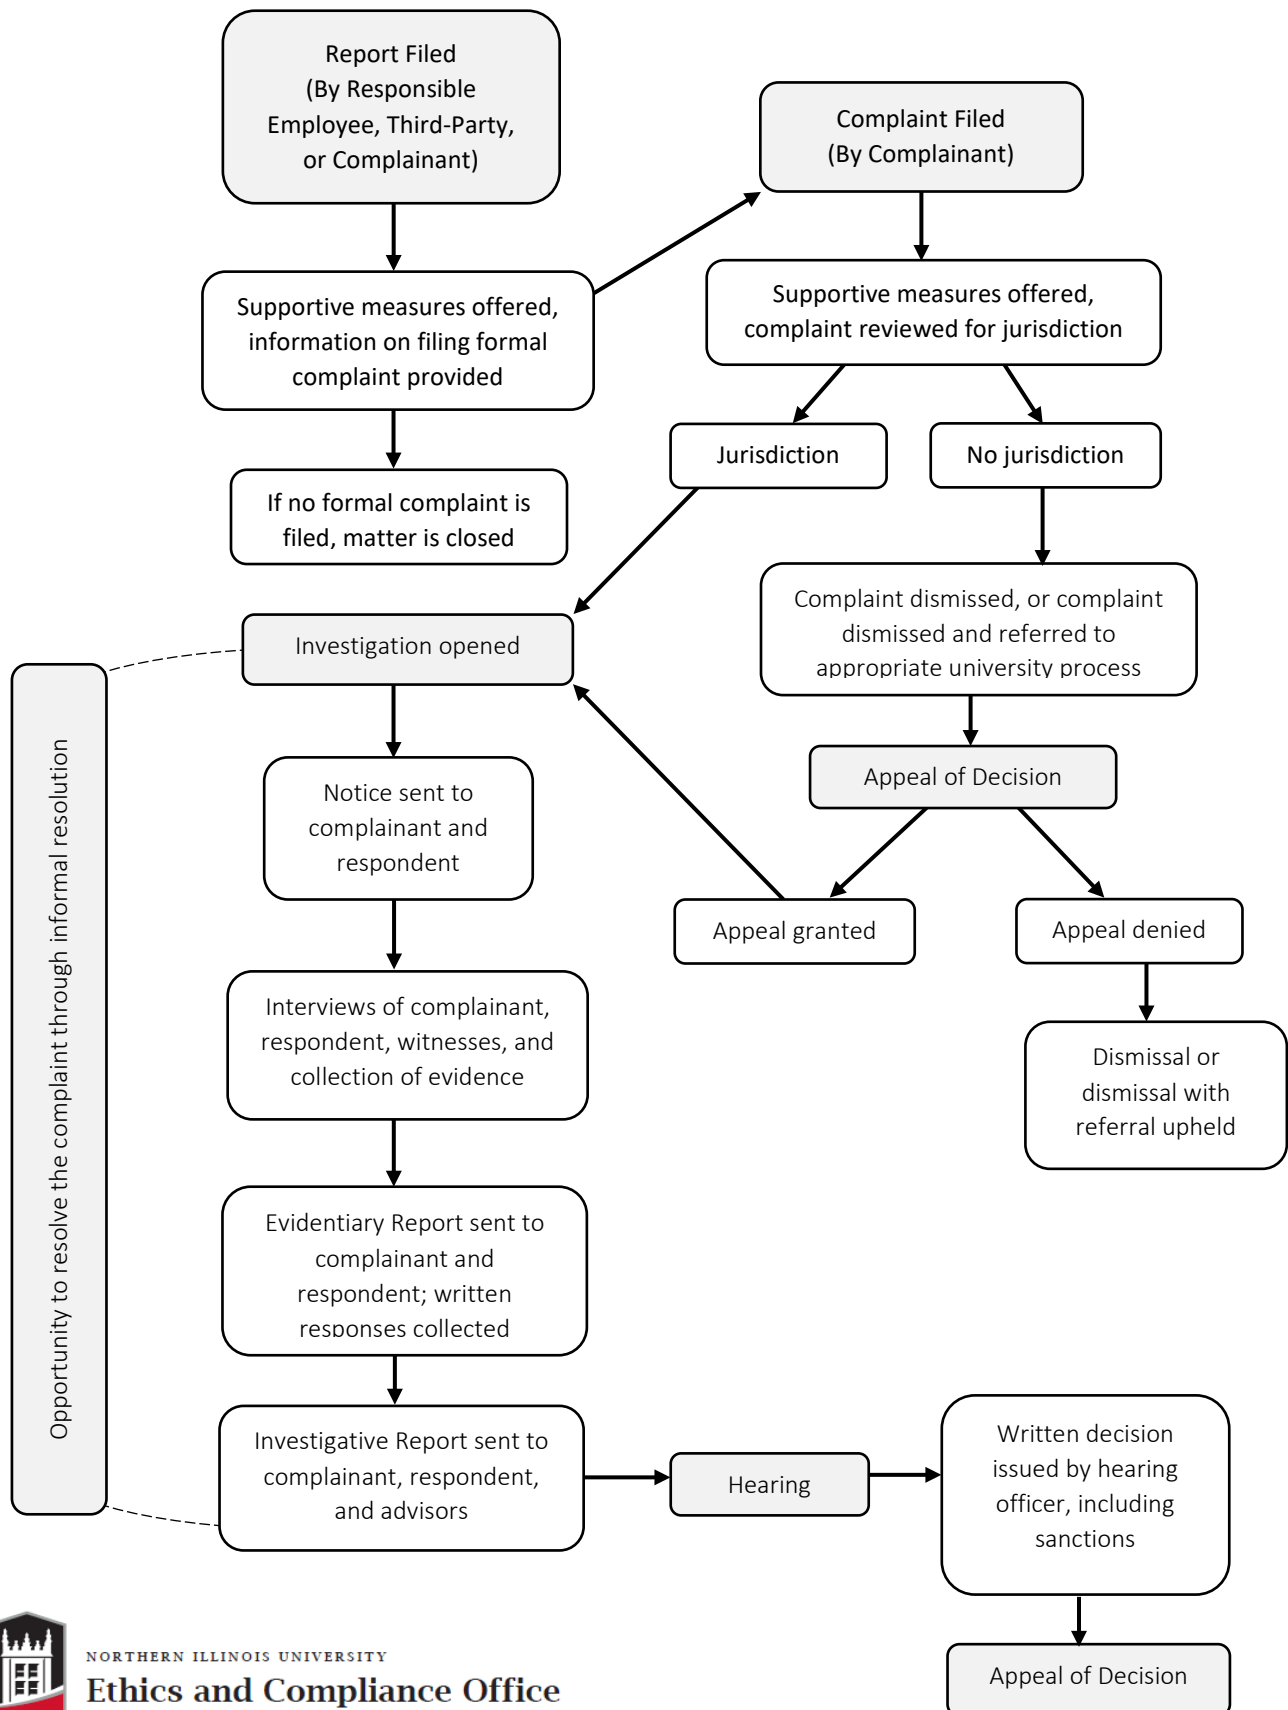 Report Filed
(By Responsible
Employee, Third-Party,
or Complainant)
Complaint Filed
(By Complainant)
Supportive measures offered,
information on filing formal
complaint provided
Supportive measures offered,
complaint reviewed for jurisdiction
Jurisdiction
No jurisdiction
If no formal complaint is
filed, matter is closed
Complaint dismissed, or complaint
dismissed and referred to
appropriate university process
Investigation opened
Opportunity to resolve the complaint through informal resolution
Appeal of Decision
Notice sent to
complainant and
respondent
Appeal granted
Appeal denied
Interviews of complainant,
respondent, witnesses, and
collection of evidence
Dismissal or
dismissal with
referral upheld
Evidentiary Report sent to
complainant and
respondent; written
responses collected
Investigative Report sent to
complainant, respondent,
and advisors
Hearing
Written decision
issued by hearing
officer, including
sanctions
Appeal of Decision
NORTHERN ILLINOIS UNIVERSITY
Ethics and Compliance Office